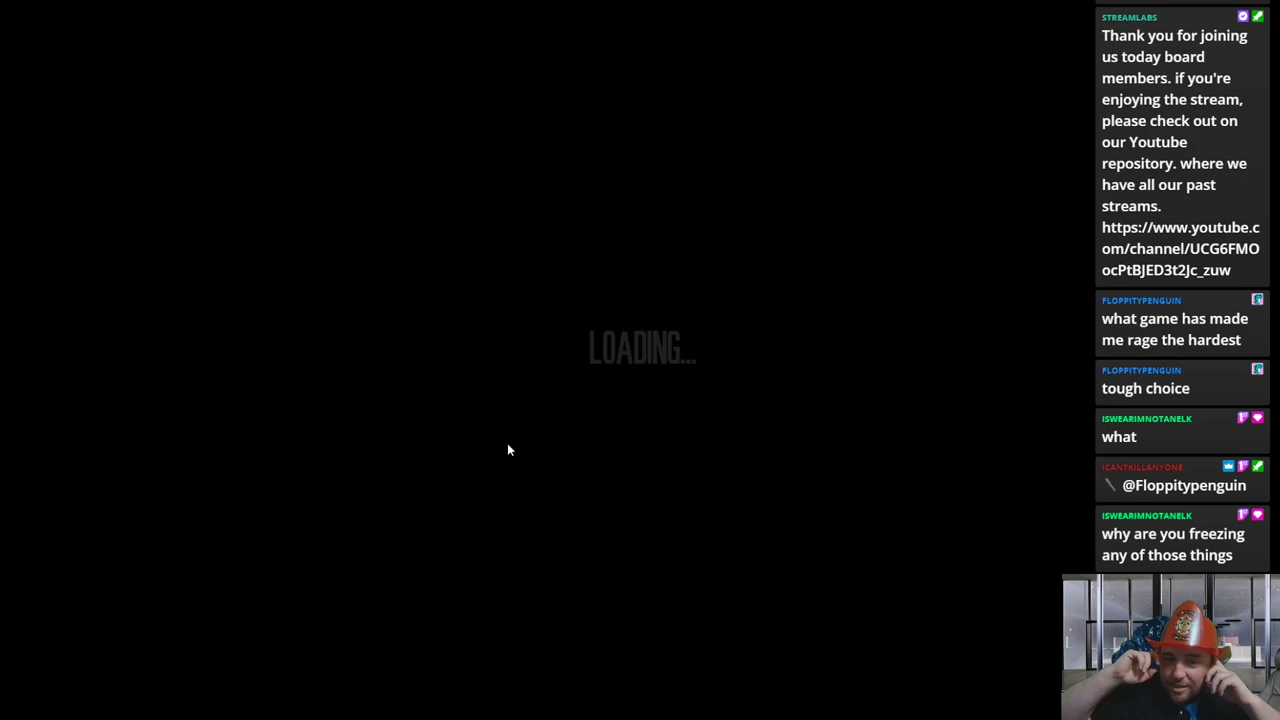 STREAMLABS
Thank you for joining
us today board
members. if you're
enjoying the stream,
please check out on
our Youtube
repository. where we
have all our past
streams.
https://www.youtube.c
om/channel/UCG6FMO
ocPtBJED3t2Jc_zuw
FLOPPITYPENGUIN
what game has made
me rage the hardest
FLOPPITYPENGUIN
tough choice
LOADING...
ISWEARIMNOTANELK
what
ICANTKILLANYONE
@Floppitypenguin
ISWEARIMNOTANELK
why are you freezing
any of those things